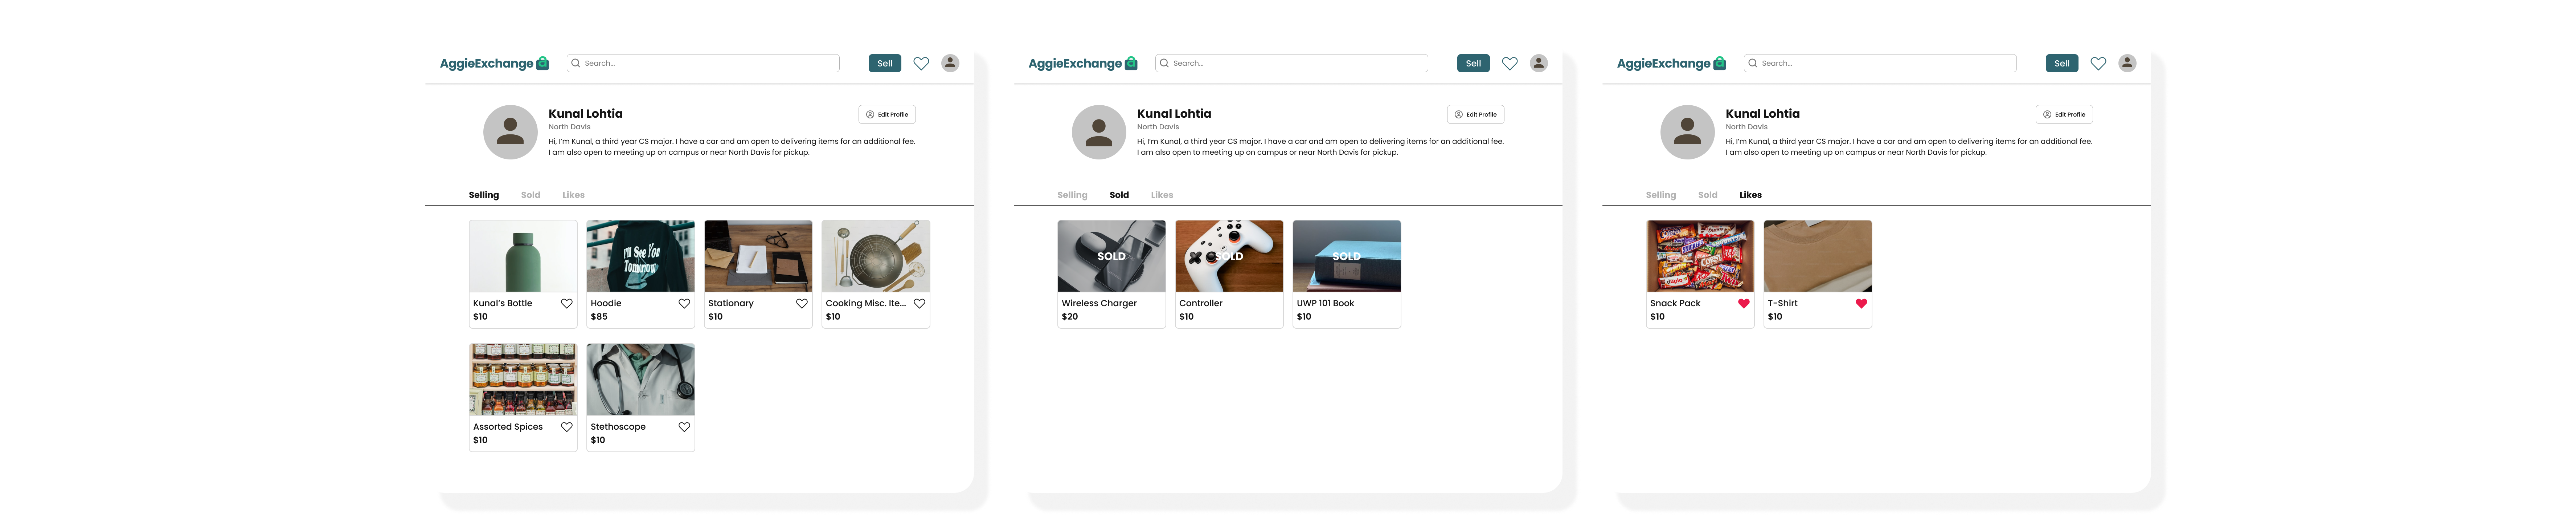 AggieExchange
Search...
Sell
Kunal Lohtia
Edit Profile
North Davis
Hi, I'm Kunal, a third year CS major. I have a car and am open to delivering items for an additional fee.
I am also open to meeting up on campus or near North Davis for pickup.
Selling Sold Likes
I'll See You
Tomorrow
Kunal's Bottle
$10
Hoodie
$85
Stationary
$10
Cooking Misc. Ite...
$10
Assorted Spices
$10
Stethoscope
$10
AggieExchange
Search...
Sell
Kunal Lohtia
Edit Profile
North Davis
Hi, I'm Kunal, a third year CS major. I have a car and am open to delivering items for an additional fee.
I am also open to meeting up on campus or near North Davis for pickup.
Selling Sold Likes
SOLD
Wireless Charger
$20
SOLD
Controller
$10
SOLD
UWP 101 Book
$10
AggieExchange
Search...
Sell
Kunal Lohtia
Edit Profile
North Davis
Hi, I'm Kunal, a third year CS major. I have a car and am open to delivering items for an additional fee.
I am also open to meeting up on campus or near North Davis for pickup.
Selling Sold Likes
Snack Pack
$10
T-Shirt
$10